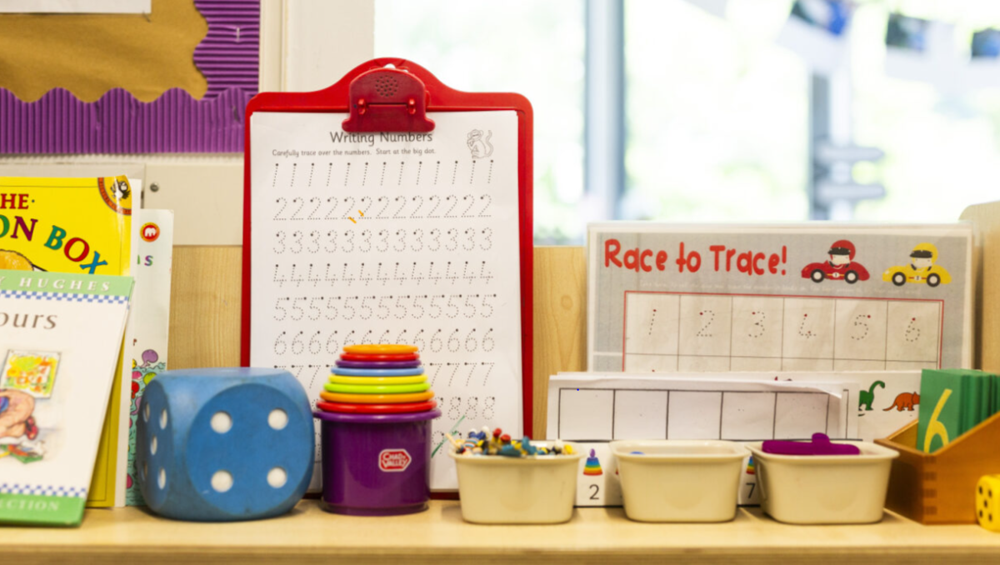 HE·
ON BOX
HUGHES
ours
ECTION
s
Writing Numbers
Carefully trace over the numbers. Start at the big dot.
1 1 1 1 1 1 1 1 1 1 1 1 1
2 2 2 2 2 2 2 2 2 2 2 2 2
3 3 3 3 3 3 3 3 3 3 3 3 3
4 4 4 4 4 4 4 4 4 4 4 4 4
5 5 5 5 5 5 5 5 5 5 5 5 5
6 6 6 6 6 6 6 6 6 6 6 6 6
7 7 7 7 7 7
8 8 8
CHAD
VALLEY
Race to Trace!
1 2 3 4 5 6
2
7
6